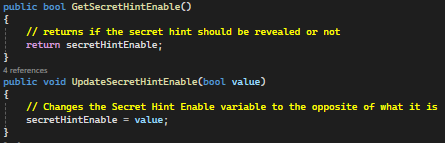 public bool GetSecretHintEnable()
{
// returns if the secret hint should be revealed or not
return secretHintEnable;
}
4 references
public void UpdateSecretHintEnable(bool value)
{
// Changes the Secret Hint Enable variable to the opposite of what it is
secretHintEnable = value;
}